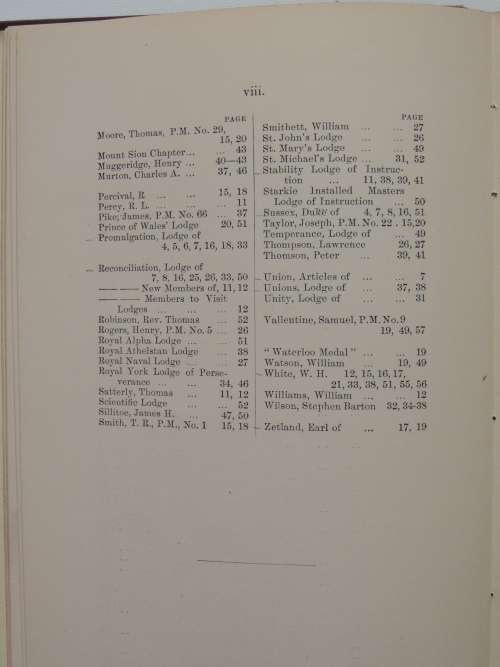 viii.
PAGE
Moore, Thomas, P.M. No. 29,
15, 20
Mount Sion Chapter... ... 43
Muggeridge, Henry ... 40—43
Murton, Charles A. ... 37, 46
Percival, R ... ... 15, 18
Percy, R. L. ... ... 11
Pike, James, P.M. No. 66 ... 37
Prince of Wales' Lodge 20, 51
Promulgation, Lodge of
4, 5, 6, 7, 16, 18, 33
Reconciliation, Lodge of
7, 8, 16, 25, 26, 33, 50
—— —— New Members of, 11, 12
—— —— Members to Visit
Lodges ... ... ... 12
Robinson, Rev. Thomas ... 52
Rogers, Henry, P.M. No. 5 ... 26
Royal Alpha Lodge ... ... 51
Royal Athelstan Lodge ... 38
Royal Naval Lodge ... ... 27
Royal York Lodge of Perse-
verance ... ... 34, 46
Satterly, Thomas ... 11, 12
Scientific Lodge ... ... 52
Sillitoe, James H. ... 47, 50
Smith, T. R., P.M., No. 1 15, 18
PAGE
Smithett, William ... ... 27
St. John's Lodge ... ... 26
St. Mary's Lodge ... ... 49
St. Michael's Lodge ... 31, 52
Stability Lodge of Instruc-
tion ... 11, 38, 39, 41
Starkie Installed Masters
Lodge of Instruction ... 50
Sussex, Duke of 4, 7, 8, 16, 51
Taylor, Joseph, P.M. No. 22 . 15, 20
Temperance, Lodge of ... 49
Thompson, Lawrence 26, 27
Thomson, Peter ... 39, 41
Union, Articles of ... ... 7
Unions, Lodge of ... 37, 38
Unity, Lodge of ... ... 31
Vallentine, Samuel, P.M. No. 9
19, 49, 57
"Waterloo Medal" ... ... 19
Watson, William ... 19, 49
White, W. H. 12, 15, 16, 17,
21, 33, 38, 51, 55, 56
Williams, William ... ... 12
Wilson, Stephen Barton 32, 34-38
Zetland, Earl of ... 17, 19